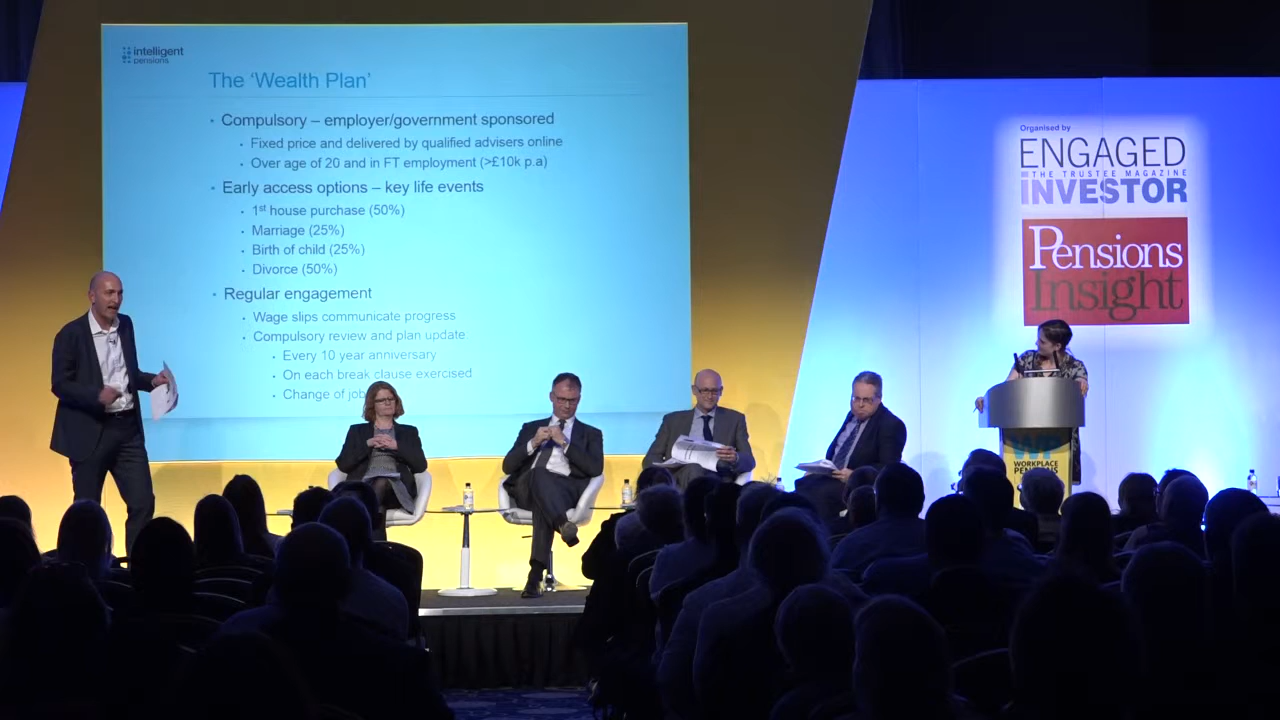 intelligent
pensions
The ‘Wealth Plan’
• Compulsory – employer/government sponsored
• Fixed price and delivered by qualified advisers online
• Over age of 20 and in FT employment (>£10k p.a)
• Early access options – key life events
• 1st house purchase (50%)
• Marriage (25%)
• Birth of child (25%)
• Divorce (50%)
• Regular engagement
• Wage slips communicate progress
• Compulsory review and plan update
• Every 10 year anniversary
• On each break clause exercised
• Change of job
Organised by
ENGAGED
THE TRUSTEE MAGAZINE
INVESTOR
Pensions
Insight
WP
WORKPLACE
PENSIONS